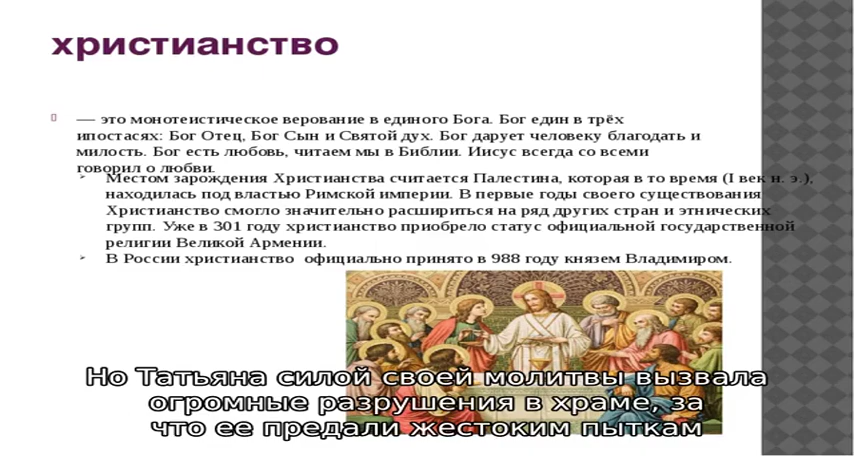 христианство
— это монотеистическое верование в единого Бога. Бог един в трёх
ипостасях: Бог Отец, Бог Сын и Святой дух. Бог дарует человеку благодать и
милость. Бог есть любовь, читаем мы в Библии. Иисус всегда со всеми
говорил о любви.
Местом зарождения Христианства считается Палестина, которая в то время (I век н. э.),
находилась под властью Римской империи. В первые годы своего существования
Христианство смогло значительно расшириться на ряд других стран и этнических
групп. Уже в 301 году христианство приобрело статус официальной государственной
религии Великой Армении.
В России христианство официально принято в 988 году князем Владимиром.
Но Татьяна силой своей молитвы вызвала
огромные разрушения в храме, за
что ее предали жестоким пыткам